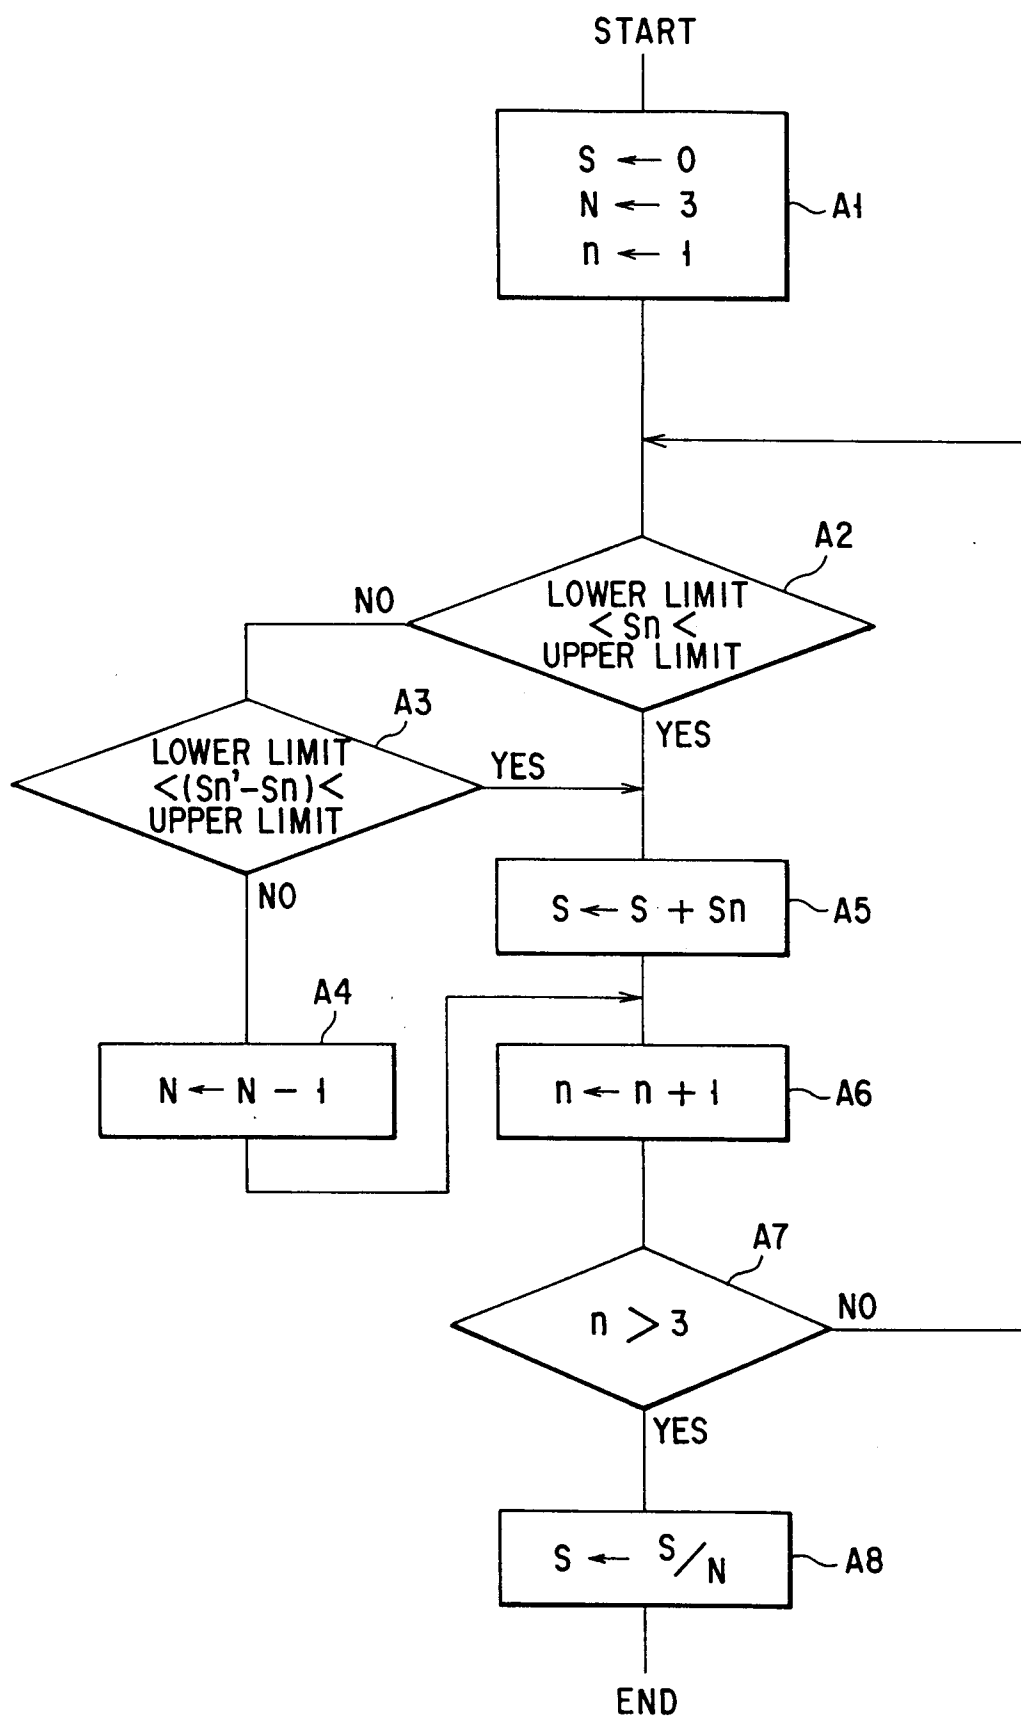 START
S ← 0
N ← 3
n ← 1
A1
A2
LOWER LIMIT
< Sn <
UPPER LIMIT
NO
YES
A3
LOWER LIMIT
<(Sn'-Sn)<
UPPER LIMIT
YES
NO
S ← S + Sn
A5
A4
N ← N - 1
n ← n + 1
A6
A7
n > 3
NO
YES
S ← S/N
A8
END